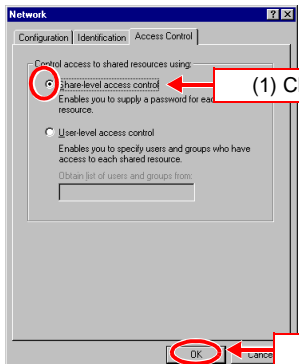 Network
Configuration Identification Access Control
Control access to shared resources using:
Share-level access control
(1)
Enables you to supply a password for
resource.
User-level access control
Enables you to specify users and groups who have
access to each shared resource.
Obtain list of users and groups from:
OK